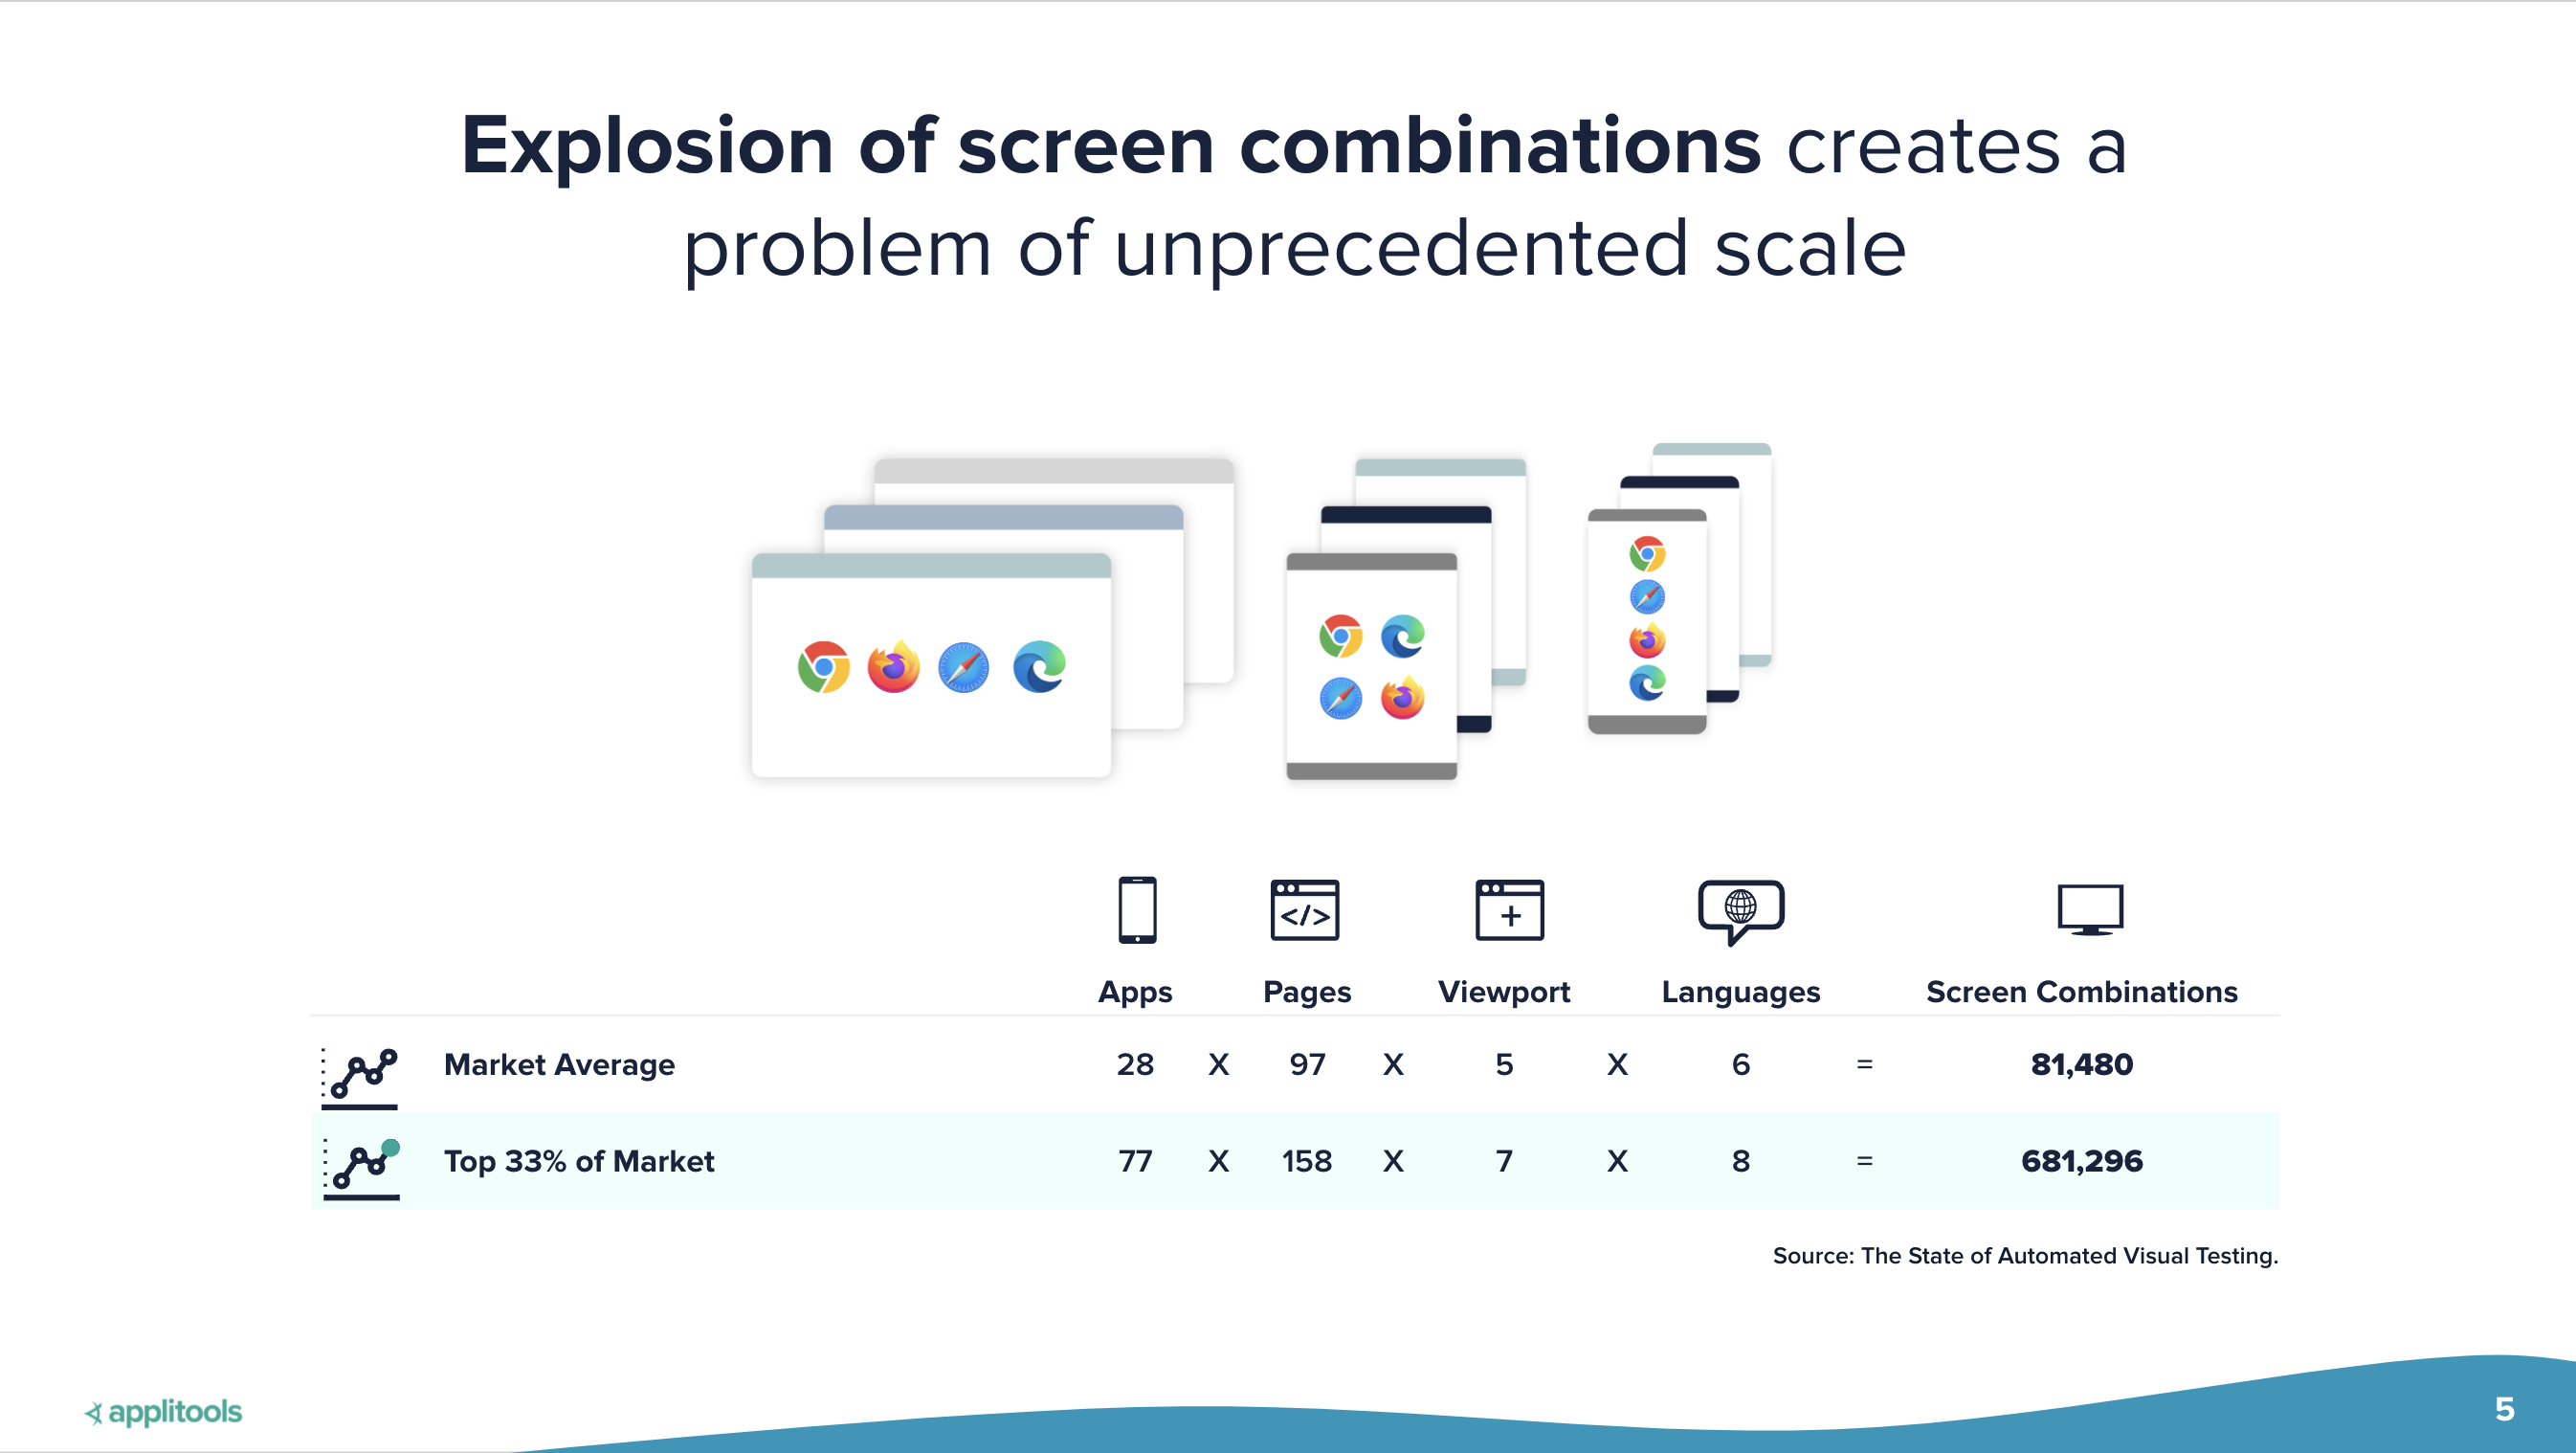 Explosion of screen combinations creates a
problem of unprecedented scale
</>
Apps Pages Viewport Languages Screen Combinations
Market Average 28 X 97 X 5 X 6 = 81,480
Top 33% of Market 77 X 158 X 7 X 8 = 681,296
Source: The State of Automated Visual Testing.
applitools
5